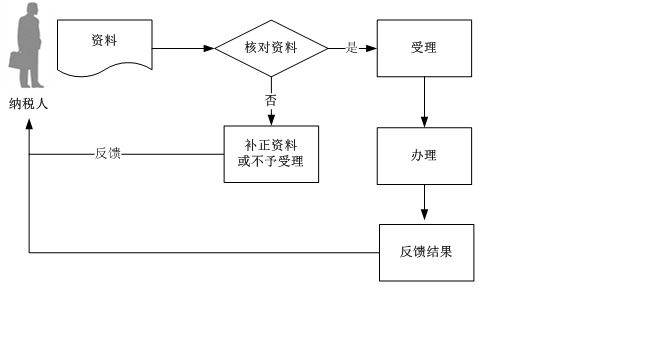 资料
核对资料
是
受理
纳税人
否
补正资料
或不予受理
反馈
办理
反馈结果